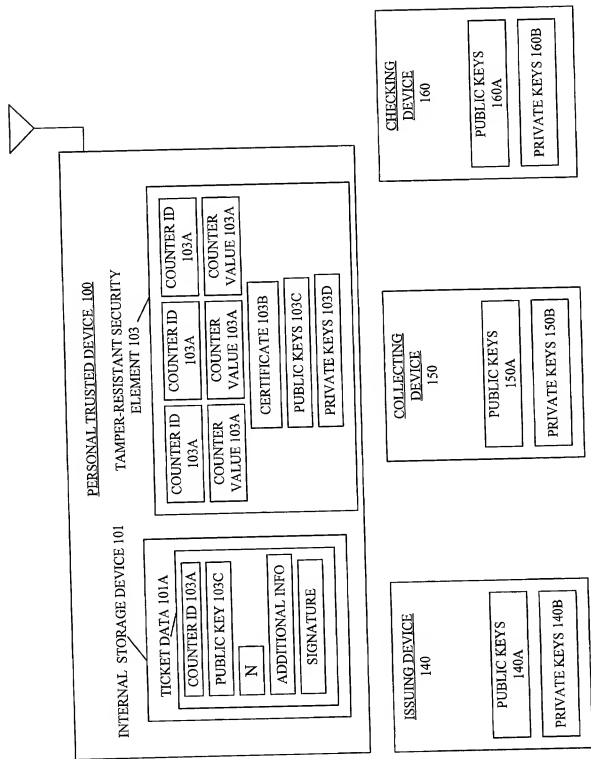 PERSONAL TRUSTED DEVICE 100
INTERNAL STORAGE DEVICE 101
TICKET DATA 101A
COUNTER ID 103A
PUBLIC KEY 103C
N
ADDITIONAL INFO
SIGNATURE
TAMPER-RESISTANT SECURITY
ELEMENT 103
COUNTER ID
103A
COUNTER ID
103A
COUNTER ID
103A
COUNTER
VALUE 103A
COUNTER
VALUE 103A
COUNTER
VALUE 103A
CERTIFICATE 103B
PUBLIC KEYS 103C
PRIVATE KEYS 103D
ISSUING DEVICE
140
PUBLIC KEYS
140A
PRIVATE KEYS 140B
COLLECTING
DEVICE
150
PUBLIC KEYS
150A
PRIVATE KEYS 150B
CHECKING
DEVICE
160
PUBLIC KEYS
160A
PRIVATE KEYS 160B